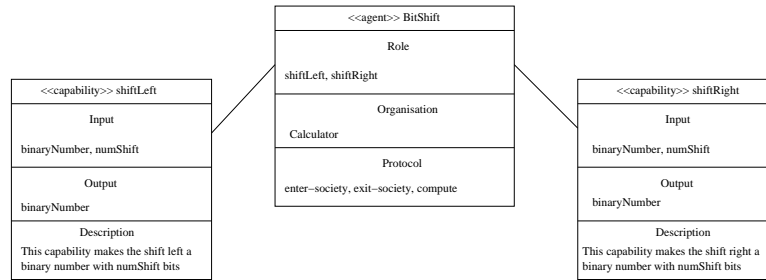 <<agent>> BitShift
Role
shiftLeft, shiftRight
Organisation
Calculator
Protocol
enter−society, exit−society, compute
<<capability>> shiftLeft
Input
binaryNumber, numShift
Output
binaryNumber
Description
This capability makes the shift left a
binary number with numShift bits
<<capability>> shiftRight
Input
binaryNumber, numShift
Output
binaryNumber
Description
This capability makes the shift right a
binary number with numShift bits